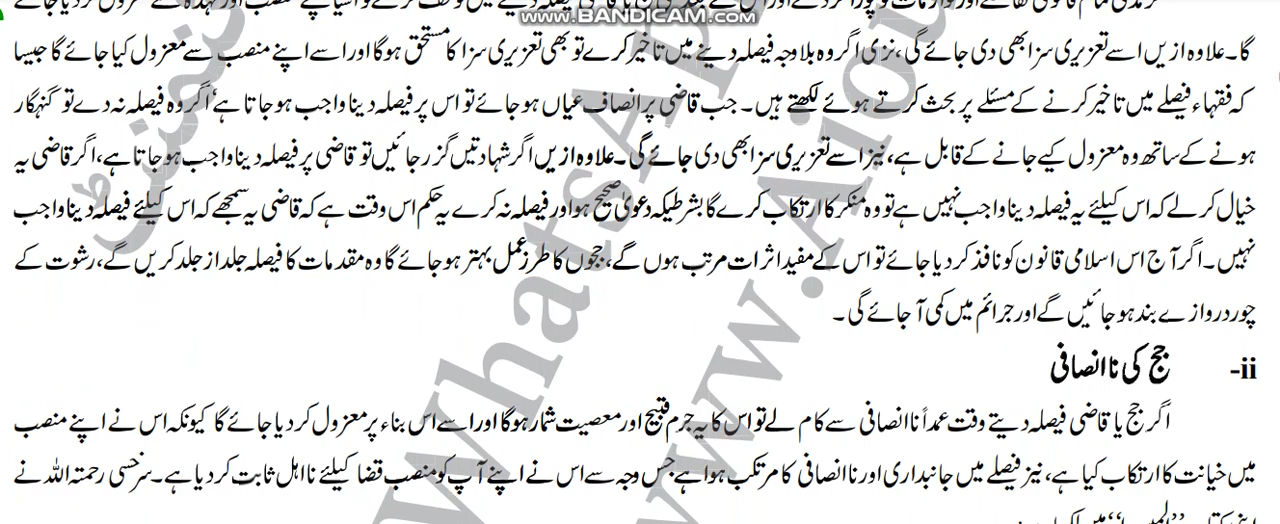 www.BANDICAM.com
گا۔ علاوہ ازیں اسے تعزیری سزا بھی دی جائے گی، نزی اگر وہ بلاوجہ فیصلہ دینے میں تاخیر کرے تو بھی تعزیری سزا کا مستحق ہوگا اور اسے اپنے منصب سے معزول کیا جائے گا جیسا
کہ فقہاء فیصلے میں تاخیر کرنے کے مسئلے پر بحث کرتے ہوئے لکھتے ہیں۔ جب قاضی پر انصاف عیاں ہو جائے تو اس پر فیصلہ دینا واجب ہو جاتا ہے' اگر وہ فیصلہ نہ دے تو گنہگار
ہونے کے ساتھ وہ معزول کیے جانے کے قابل ہے، نیز اسے تعزیری سزا بھی دی جائے گی۔ علاوہ ازیں اگر شہادتیں گزر جائیں تو قاضی پر فیصلہ دینا واجب ہو جاتا ہے، اگر قاضی یہ
خیال کرلے کہ اس کیلئے یہ فیصلہ دینا واجب نہیں ہے تو وہ منکر کا ارتکاب کرے گا بشرطیکہ دعویٰ صحیح ہو اور فیصلہ نہ کرے یہ حکم اس وقت ہے کہ قاضی یہ سمجھے کہ اس کیلئے فیصلہ دینا واجب
نہیں۔ اگر آج اس اسلامی قانون کو نافذ کر دیا جائے تو اس کے مفید اثرات مرتب ہوں گے، ججوں کا طرز عمل بہتر ہو جائے گا وہ مقدمات کا فیصلہ جلد از جلد کریں گے، رشوت کے
چور دروازے بند ہو جائیں گے اور جرائم میں کمی آ جائے گی۔
ii- جج کی ناانصافی
اگر جج یا قاضی فیصلہ دیتے وقت عمداً ناانصافی سے کام لے تو اس کا یہ جرم قبیح اور معصیت شمار ہوگا اور اسے اس بناء پر معزول کر دیا جائے گا کیونکہ اس نے اپنے منصب
میں خیانت کا ارتکاب کیا ہے، نیز فیصلے میں جانبداری اور ناانصافی کا مرتکب ہوا ہے جس وجہ سے اس نے اپنے آپ کو منصب قضا کیلئے نااہل ثابت کر دیا ہے۔ سرخسی رحمتہ اللہ نے
WhatsAP
www.Aiou